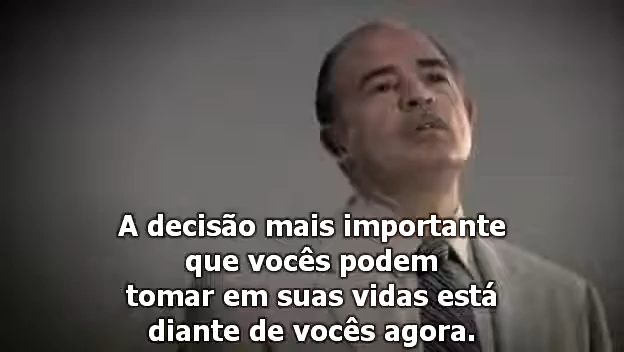 A decisão mais importante
que vocês podem
tomar em suas vidas está
diante de vocês agora.